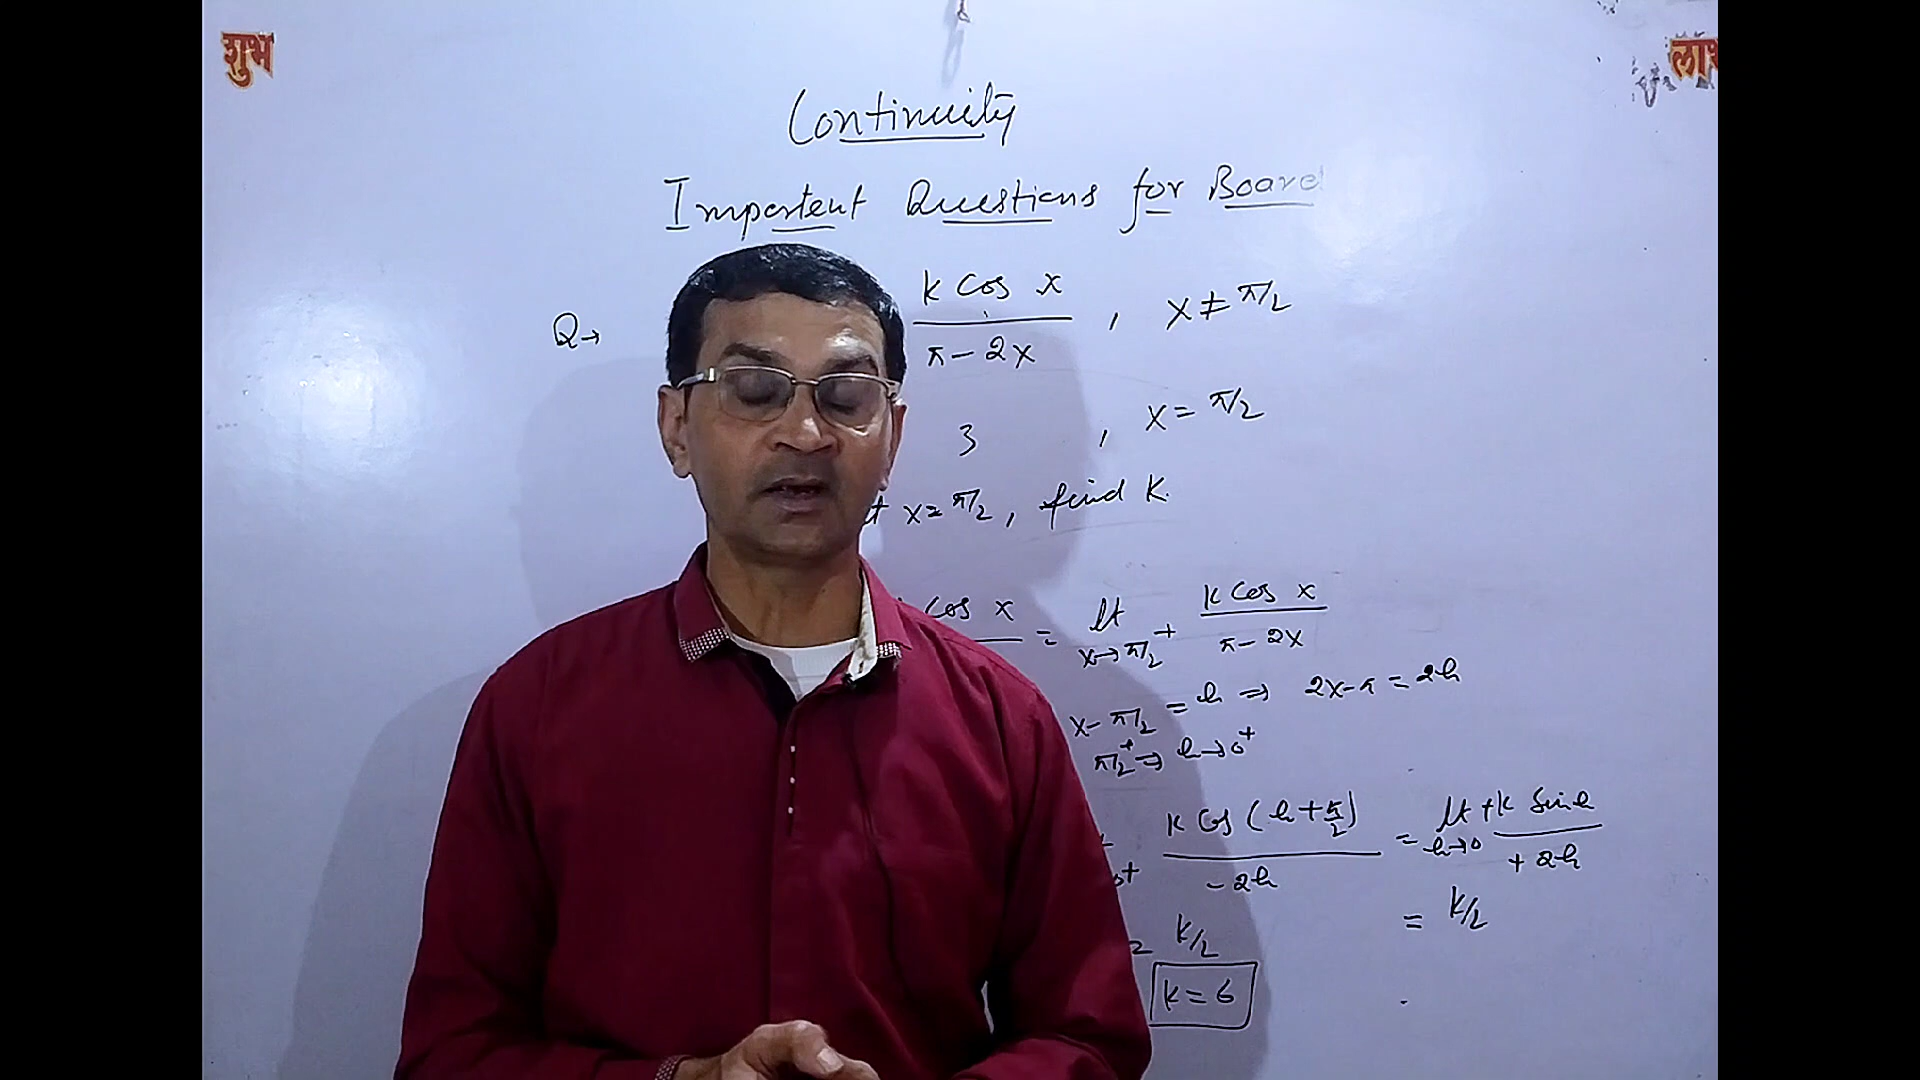 शुभ
लाभ
Continuity
Important Questions for Board
Q→
k Cos x
π - 2x
, x ≠ π/2
3 , x = π/2
x = π/2, find k.
Cos x = lt k Cos x
x→π/2+ π - 2x
x - π/2 = h ⇒ 2x - π = 2h
π/2+ ⇒ h→0+
k Cos (h + π/2) = lt +k Sin h
- 2h h→0 + 2h
= k/2
= k/2
k = 6